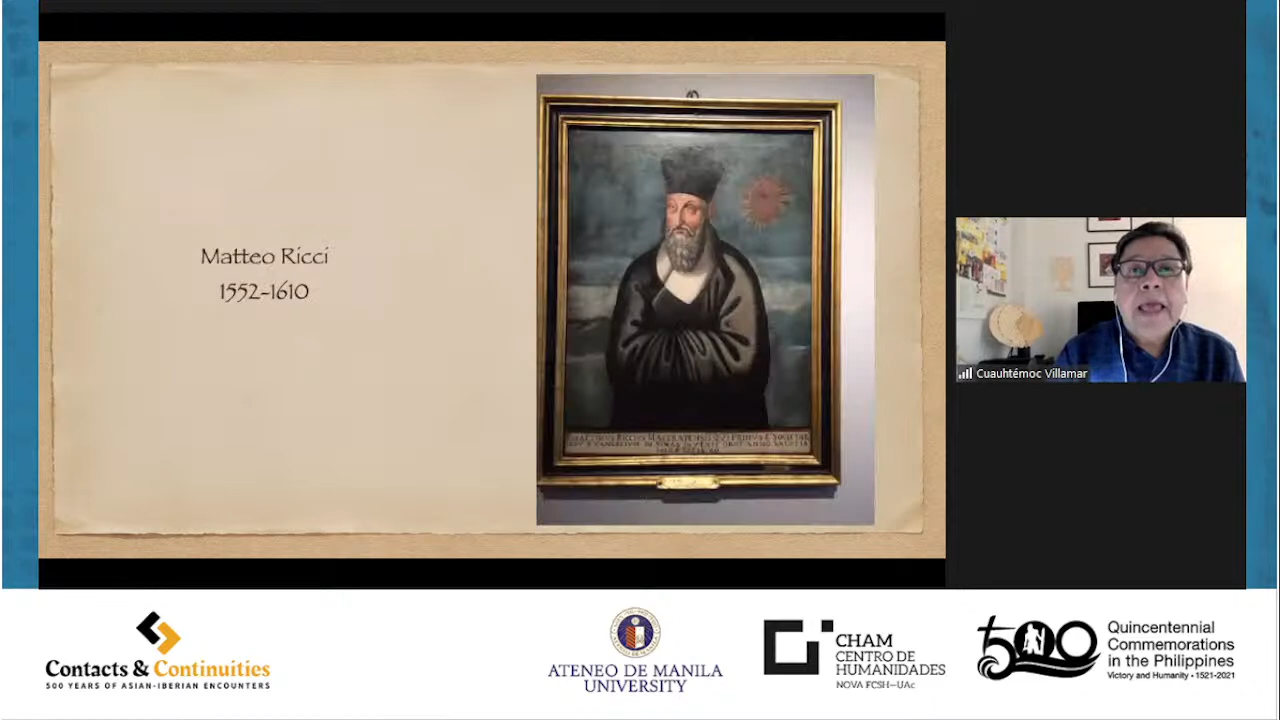 Matteo Ricci
1552-1610
Cuauhtémoc Villamar
Contacts & Continuities
500 YEARS OF ASIAN-IBERIAN ENCOUNTERS
ATENEO DE MANILA
UNIVERSITY
CHAM
CENTRO DE
HUMANIDADES
NOVA FCSH—UAc
500
Quincentennial
Commemorations
in the Philippines
Victory and Humanity • 1521-2021